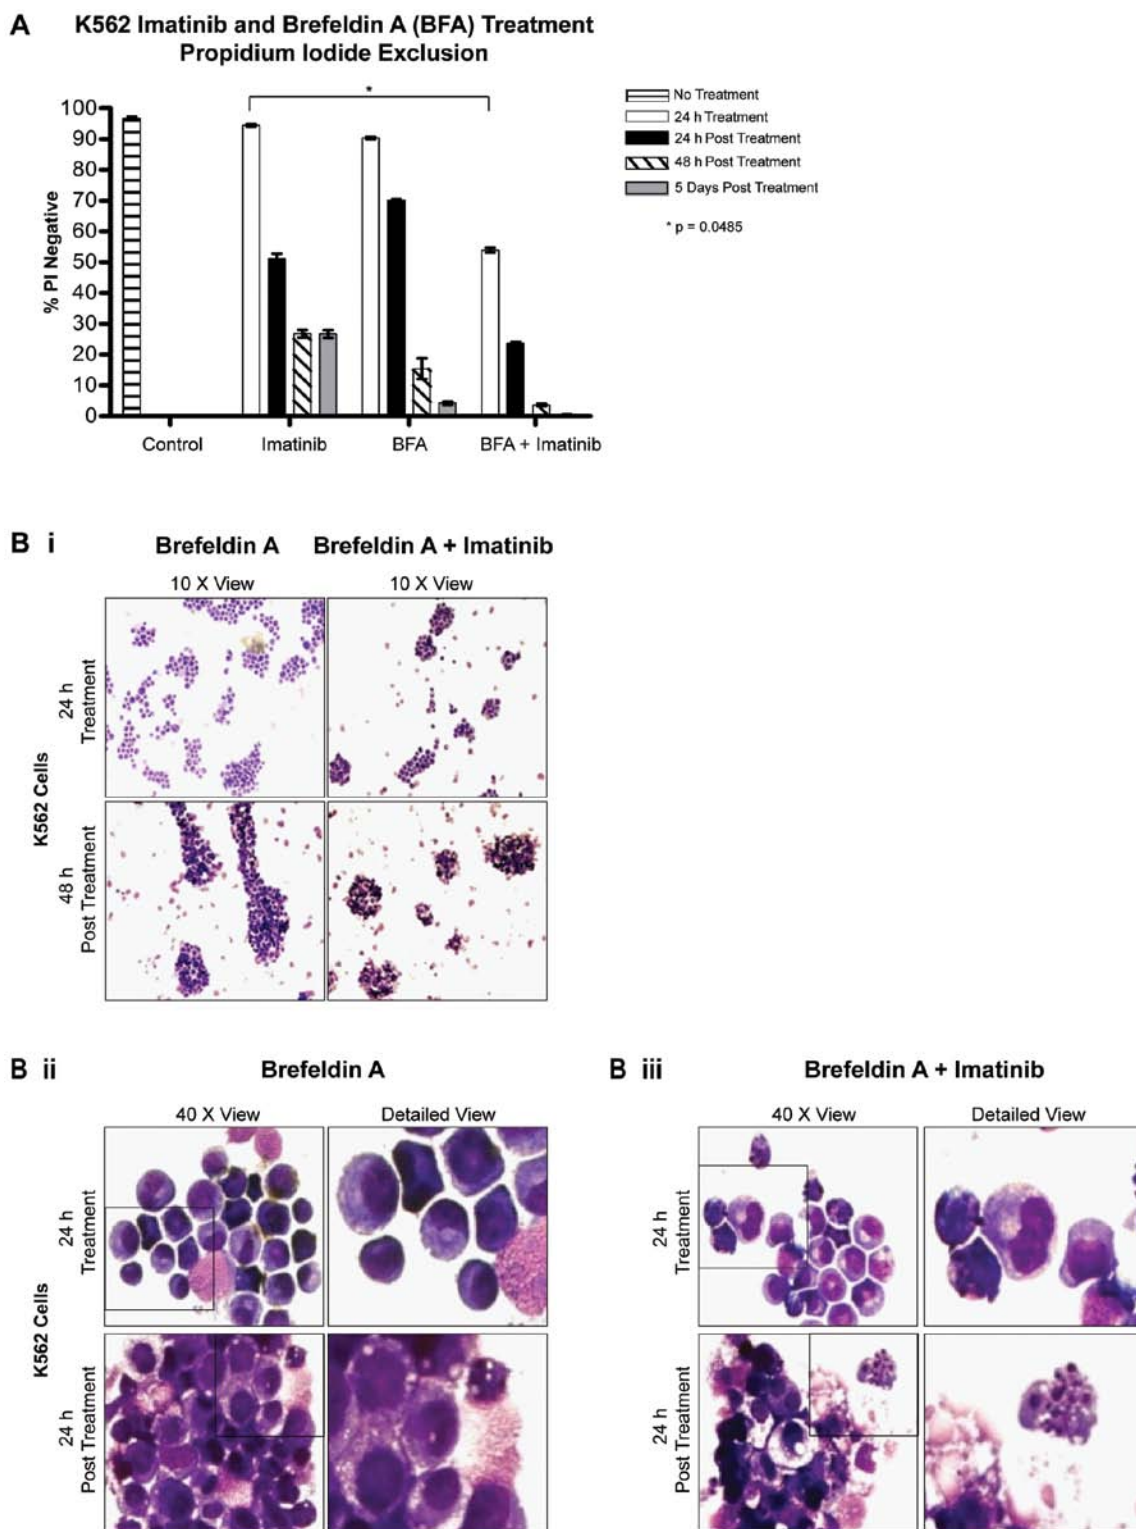 A
K562 Imatinib and Brefeldin A (BFA) Treatment
Propidium Iodide Exclusion
*
100
90
80
70
60
50
40
30
20
10
0
% PI Negative
Control
Imatinib
BFA
BFA + Imatinib
No Treatment
24 h Treatment
24 h Post Treatment
48 h Post Treatment
5 Days Post Treatment
* p = 0.0485
B i
Brefeldin A
Brefeldin A + Imatinib
10 X View
10 X View
K562 Cells
24 h
Treatment
48 h
Post Treatment
B ii
Brefeldin A
40 X View
Detailed View
K562 Cells
24 h
Treatment
24 h
Post Treatment
B iii
Brefeldin A + Imatinib
40 X View
Detailed View
24 h
Treatment
24 h
Post Treatment